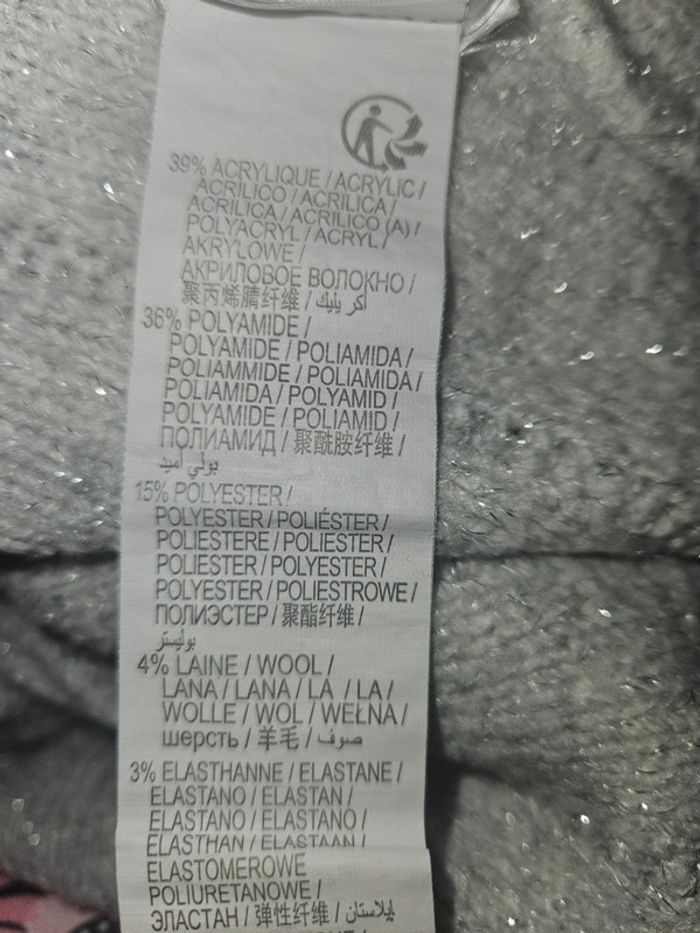 39% ACRYLIQUE / ACRYLIC /
ACRÍLICO / ACRILICA /
ACRILICA / ACRILICO (A) /
POLYACRYL / ACRYL /
AKRYLOWE /
АКРИЛОВОЕ ВОЛОКНО /
聚丙烯腈纤维 / أكريليك
36% POLYAMIDE /
POLYAMIDE / POLIAMIDA /
POLIAMMIDE / POLIAMIDA /
POLIAMIDA / POLYAMID /
POLYAMIDE / POLIAMID /
ПОЛИАМИД / 聚酰胺纤维 /
بولي أميد
15% POLYESTER /
POLYESTER / POLIÉSTER /
POLIESTERE / POLIESTER /
POLIESTER / POLYESTER /
POLYESTER / POLIESTROWE /
ПОЛИЭСТЕР / 聚酯纤维 /
بوليستر
4% LAINE / WOOL /
LANA / LANA / LA / LA /
WOLLE / WOL / WEŁNA /
шерсть / 羊毛 / صوف
3% ELASTHANNE / ELASTANE /
ELASTANO / ELASTAN /
ELASTANO / ELASTANO /
ELASTHAN / ELASTAAN /
ELASTOMEROWE
POLIURETANOWE /
ЭЛАСТАН / 弹性纤维 / إيلاستان